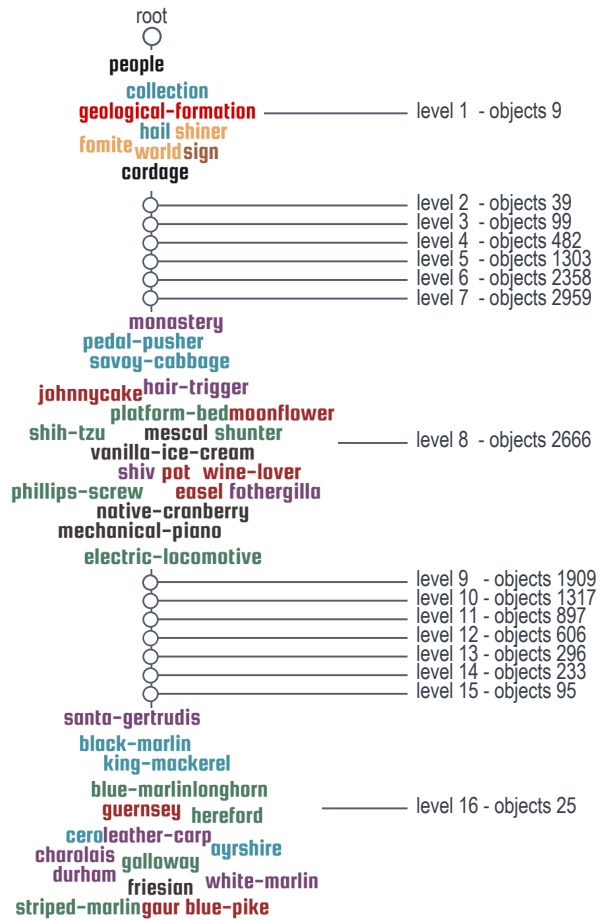 root
people
collection
geological-formation
level 1 - objects 9
hail shiner
fomite world sign
cordage
level 2 - objects 39
level 3 - objects 99
level 4 - objects 482
level 5 - objects 1303
level 6 - objects 2358
level 7 - objects 2959
monastery
pedal-pusher
savoy-cabbage
johnnycake hair-trigger
platform-bed moonflower
shih-tzu mescal shunter
level 8 - objects 2666
vanilla-ice-cream
shiv pot wine-lover
phillips-screw easel fothergilla
native-cranberry
mechanical-piano
electric-locomotive
level 9 - objects 1909
level 10 - objects 1317
level 11 - objects 897
level 12 - objects 606
level 13 - objects 296
level 14 - objects 233
level 15 - objects 95
santa-gertrudis
black-marlin
king-mackerel
blue-marlin longhorn
guernsey hereford
level 16 - objects 25
cero leather-carp
charolais galloway ayrshire
durham friesian white-marlin
striped-marlin gaur blue-pike